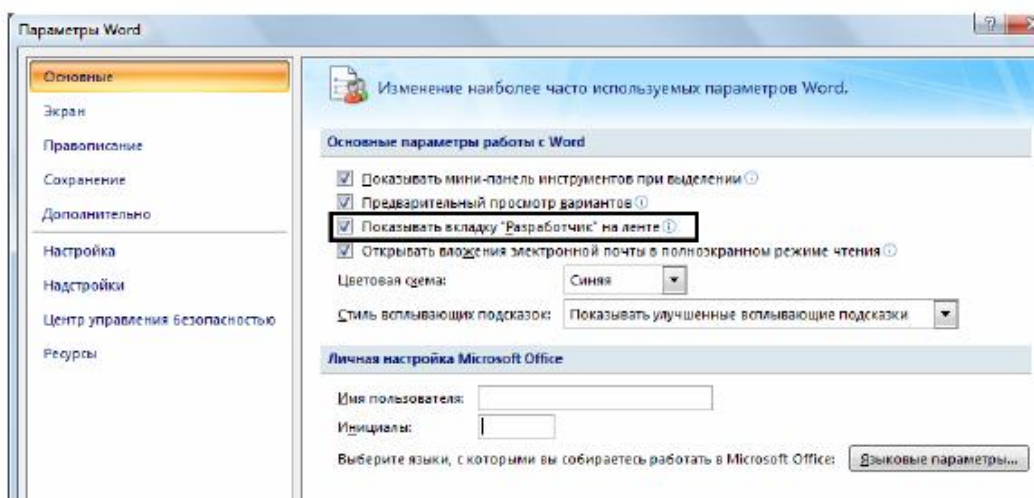 Параметры Word
Основные
Экран
Правописание
Сохранение
Дополнительно
Настройка
Надстройки
Центр управления безопасностью
Ресурсы
Изменение наиболее часто используемых параметров Word.
Основные параметры работы с Word
Показывать мини-панель инструментов при выделении
Предварительный просмотр вариантов
Показывать вкладку "Разработчик" на ленте
Открывать вложения электронной почты в полноэкранном режиме чтения
Цветовая схема: Синяя
Стиль всплывающих подсказок: Показывать улучшенные всплывающие подсказки
Личная настройка Microsoft Office
Имя пользователя:
Инициалы:
Выберите языки, с которыми вы собираетесь работать в Microsoft Office: Языковые параметры...